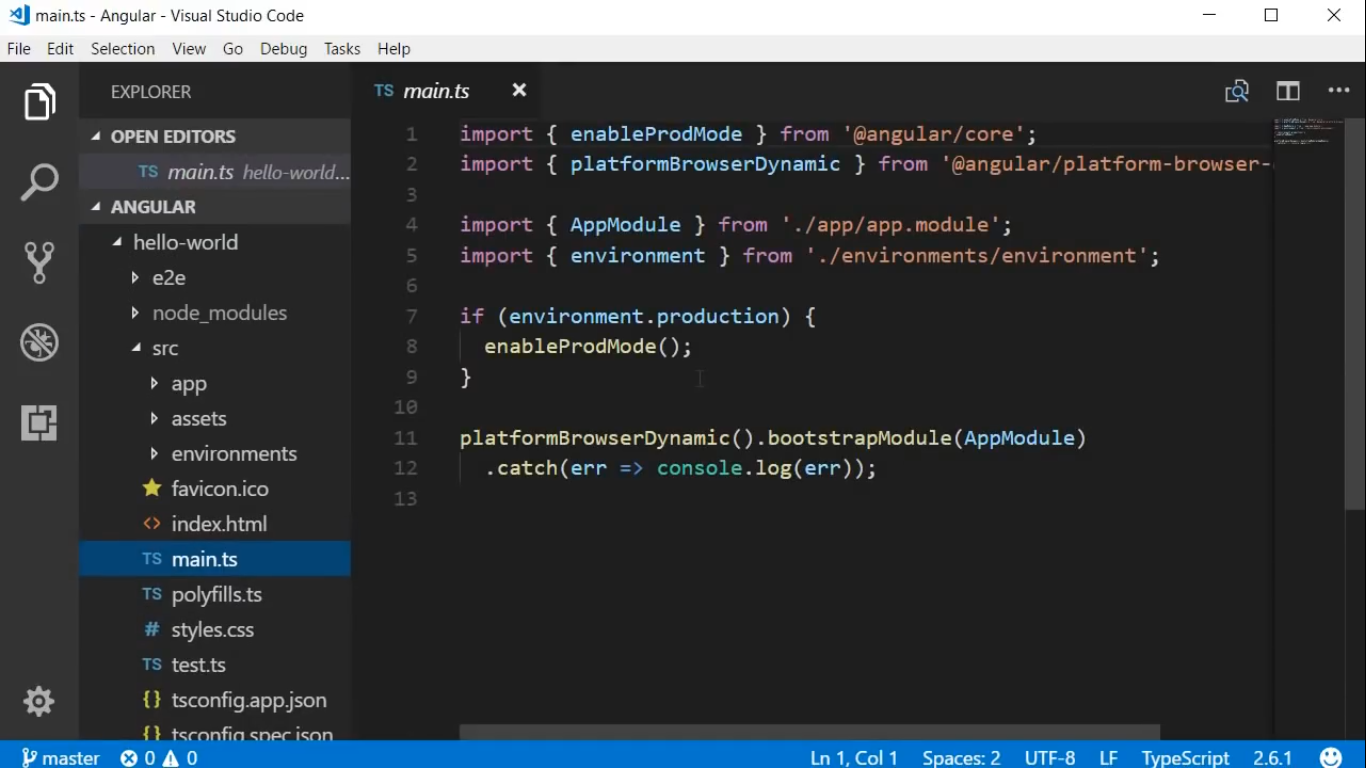 main.ts - Angular - Visual Studio Code
File Edit Selection View Go Debug Tasks Help
EXPLORER
OPEN EDITORS
TS main.ts hello-world...
ANGULAR
hello-world
e2e
node_modules
src
app
assets
environments
favicon.ico
<> index.html
TS main.ts
TS polyfills.ts
# styles.css
TS test.ts
{} tsconfig.app.json
{} tsconfig.spec.json
TS main.ts
1 import { enableProdMode } from '@angular/core';
2 import { platformBrowserDynamic } from '@angular/platform-browser-
3
4 import { AppModule } from './app/app.module';
5 import { environment } from './environments/environment';
6
7 if (environment.production) {
8 enableProdMode();
9 }
10
11 platformBrowserDynamic().bootstrapModule(AppModule)
12 .catch(err => console.log(err));
13
master 0 0 Ln 1, Col 1 Spaces: 2 UTF-8 LF TypeScript 2.6.1